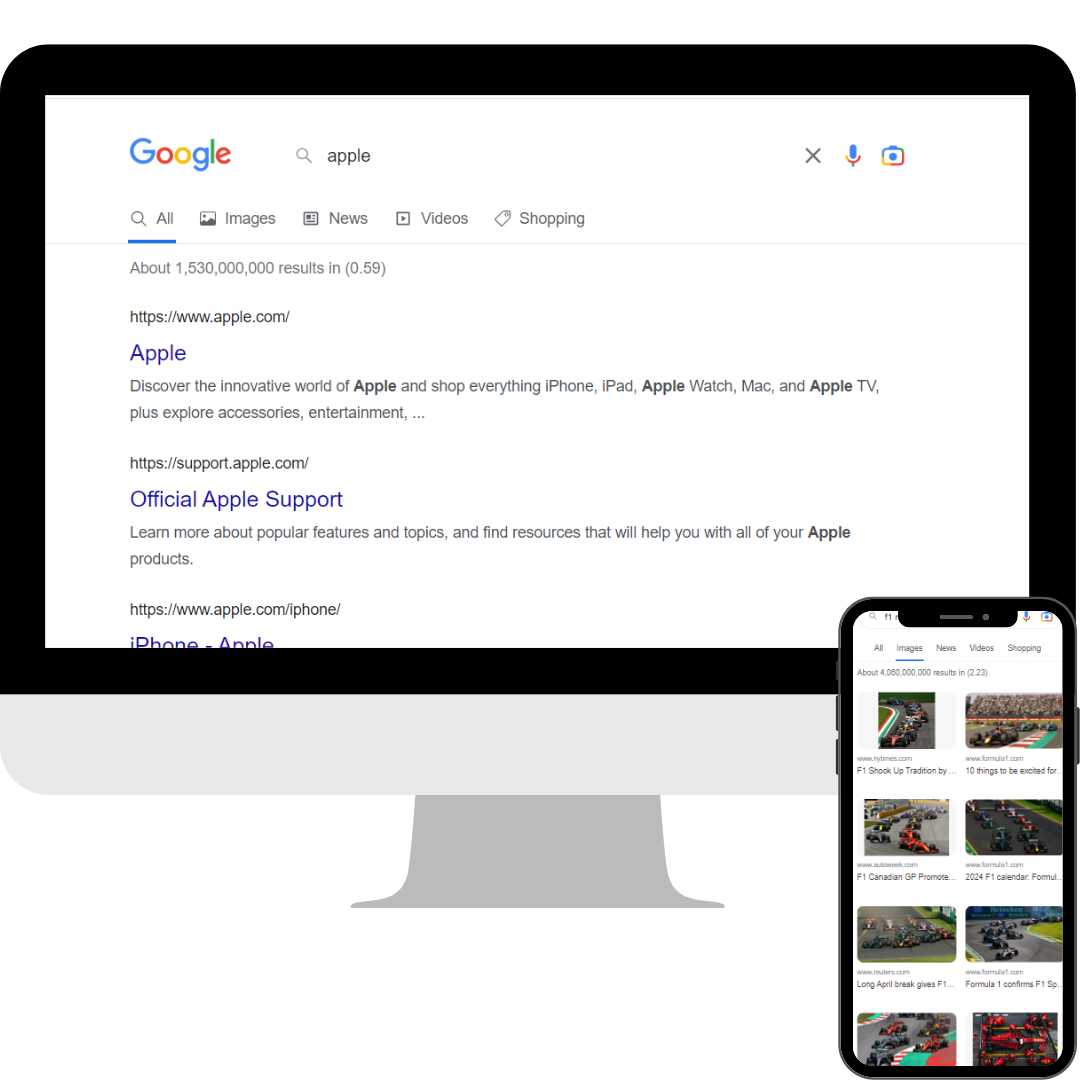 Google
apple
All Images News Videos Shopping
About 1,530,000,000 results in (0.59)
https://www.apple.com/
Apple
Discover the innovative world of Apple and shop everything iPhone, iPad, Apple Watch, Mac, and Apple TV,
plus explore accessories, entertainment, ...
https://support.apple.com/
Official Apple Support
Learn more about popular features and topics, and find resources that will help you with all of your Apple
products.
https://www.apple.com/iphone/
iPhone - Apple
f1
All Images News Videos Shopping
About 4,060,000,000 results in (2.23)
www.nytimes.com
F1 Shook Up Tradition by ...
www.formula1.com
10 things to be excited for...
www.autoweek.com
F1 Canadian GP Promote...
www.formula1.com
2024 F1 calendar: Formul...
Heineken
www.reuters.com
Long April break gives F1...
www.formula1.com
Formula 1 confirms F1 Sp...